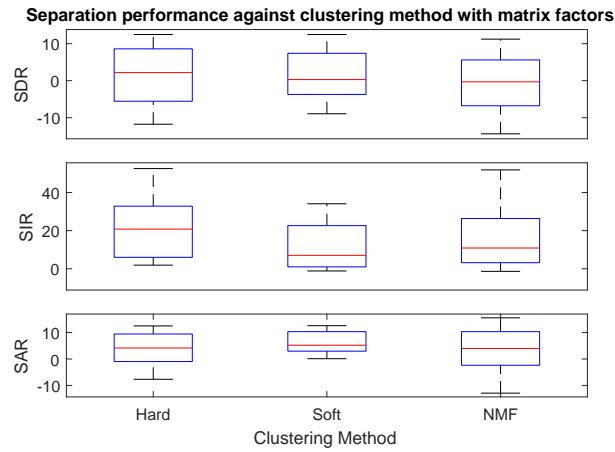 Separation performance against clustering method with matrix factors
SDR
10
0
-10
SIR
40
20
0
SAR
10
0
-10
Hard Soft NMF
Clustering Method